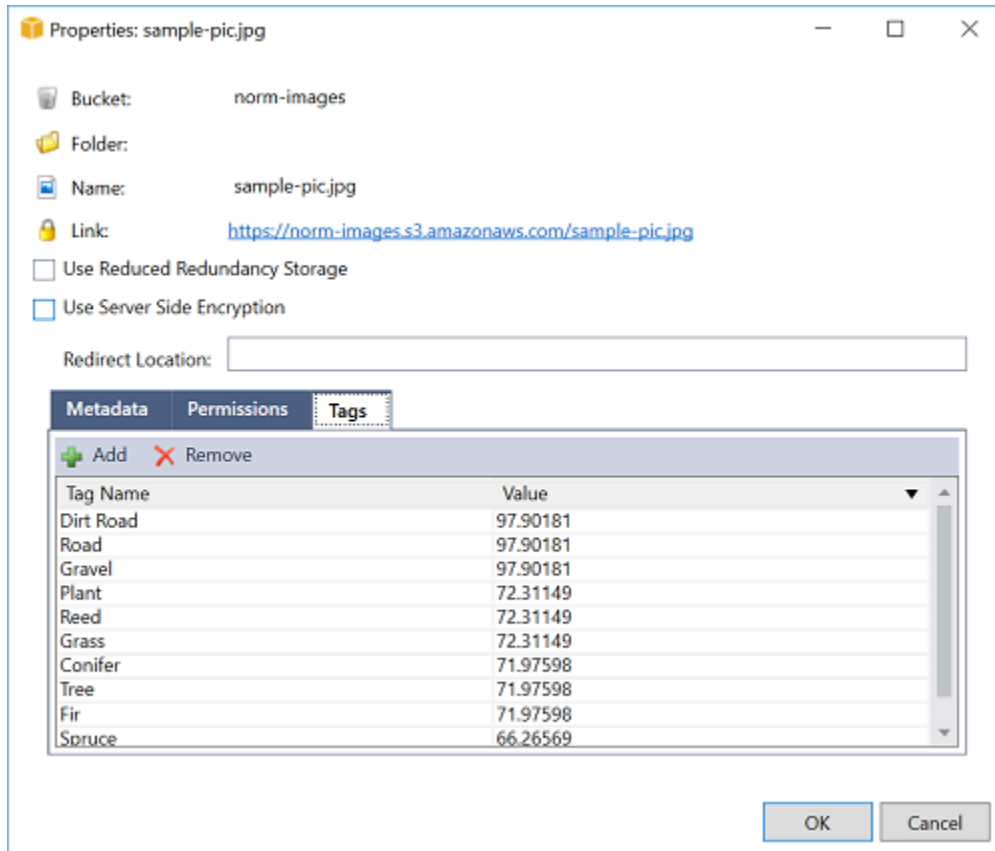 Properties: sample-pic.jpg
Bucket: norm-images
Folder:
Name: sample-pic.jpg
Link: https://norm-images.s3.amazonaws.com/sample-pic.jpg
Use Reduced Redundancy Storage
Use Server Side Encryption
Redirect Location:
Metadata Permissions Tags
Add Remove
Tag Name Value
Dirt Road 97.90181
Road 97.90181
Gravel 97.90181
Plant 72.31149
Reed 72.31149
Grass 72.31149
Conifer 71.97598
Tree 71.97598
Fir 71.97598
Spruce 66.26569
OK Cancel